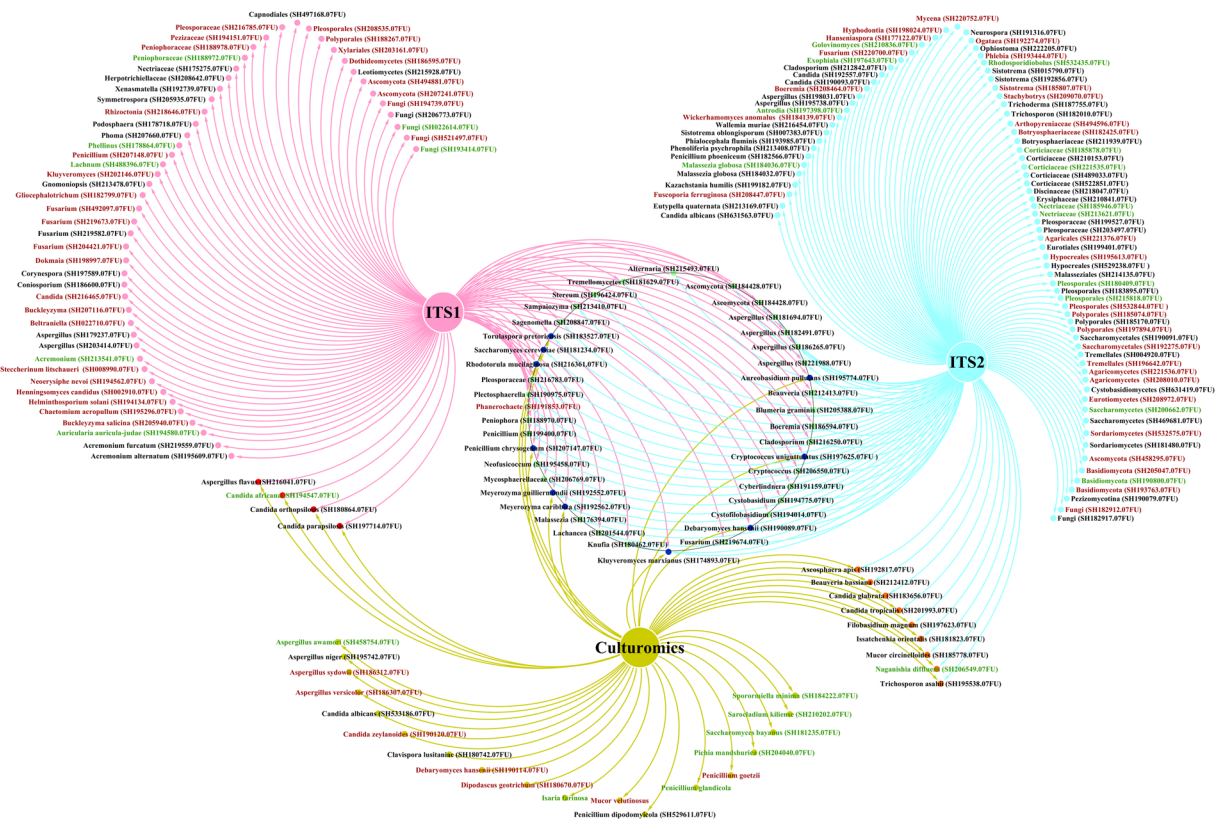 Capnodiales (SH497168.07FU)
Pleosporaceae (SH216785.07FU)
Pezizaceae (SH194151.07FU)
Peniophoraceae (SH188978.07FU)
Peniophoraceae (SH188972.07FU)
Nectriaceae (SH175275.07FU)
Herpotrichiellaceae (SH208642.07FU)
Xenasmatella (SH192739.07FU)
Symmetrospora (SH205935.07FU)
Rhizoctonia (SH218646.07FU)
Podosphaera (SH178718.07FU)
Phoma (SH207660.07FU)
Phellinus (SH178864.07FU)
Penicillium (SH207148.07FU)
Lachnum (SH488396.07FU)
Kluyveromyces (SH202146.07FU)
Gnomoniopsis (SH213478.07FU)
Gliocephalotrichum (SH182799.07FU)
Fusarium (SH492097.07FU)
Fusarium (SH219673.07FU)
Fusarium (SH219582.07FU)
Fusarium (SH204421.07FU)
Dokmaia (SH198997.07FU)
Corynespora (SH197589.07FU)
Coniosporium (SH186600.07FU)
Candida (SH216465.07FU)
Buckleyzyma (SH207116.07FU)
Beltraniella (SH022710.07FU)
Aspergillus (SH179237.07FU)
Aspergillus (SH203414.07FU)
Acremonium (SH213541.07FU)
Steccherinum litschaueri (SH008990.07FU)
Neoerysiphe nevoi (SH194562.07FU)
Henningsomyces candidus (SH002910.07FU)
Helminthosporium solani (SH194134.07FU)
Chaetomium acropullum (SH195296.07FU)
Buckleyzyma salicina (SH205940.07FU)
Auricularia auricula-judae (SH194580.07FU)
Acremonium furcatum (SH219559.07FU)
Acremonium alternatum (SH195609.07FU)
Pleosporales (SH208535.07FU)
Polyporales (SH188267.07FU)
Xylariales (SH203161.07FU)
Dothideomycetes (SH186595.07FU)
Leotiomycetes (SH215928.07FU)
Ascomycota (SH494881.07FU)
Ascomycota (SH207241.07FU)
Fungi (SH194739.07FU)
Fungi (SH206773.07FU)
Fungi (SH022614.07FU)
Fungi (SH521497.07FU)
Fungi (SH193414.07FU)
ITS1
Mycena (SH220752.07FU)
Hyphodontia (SH198024.07FU)
Hanseniaspora (SH177122.07FU)
Golovinomyces (SH210836.07FU)
Fusarium (SH220700.07FU)
Exophiala (SH197643.07FU)
Cladosporium (SH212842.07FU)
Candida (SH192557.07FU)
Candida (SH190093.07FU)
Boeremia (SH208464.07FU)
Aspergillus (SH198031.07FU)
Aspergillus (SH195738.07FU)
Antrodia (SH197398.07FU)
Wickerhamomyces anomalus (SH184139.07FU)
Wallemia muriae (SH216454.07FU)
Sistotrema oblongisporum (SH007383.07FU)
Phialocephala fluminis (SH193985.07FU)
Phenoliferia psychrophila (SH213408.07FU)
Penicillium phoeniceum (SH182566.07FU)
Malassezia globosa (SH184036.07FU)
Malassezia globosa (SH184032.07FU)
Kazachstania humilis (SH199182.07FU)
Fuscoporia ferruginosa (SH208447.07FU)
Eutypella quaternata (SH213169.07FU)
Candida albicans (SH631563.07FU)
Neurospora (SH191316.07FU)
Ogataea (SH192274.07FU)
Ophiostoma (SH222205.07FU)
Phlebia (SH193444.07FU)
Rhodosporidiobolus (SH532435.07FU)
Sistotrema (SH015790.07FU)
Sistotrema (SH192856.07FU)
Sistotrema (SH185807.07FU)
Stachybotrys (SH209070.07FU)
Trichoderma (SH187755.07FU)
Trichosporon (SH182010.07FU)
Arthopyreniaceae (SH494596.07FU)
Botryosphaeriaceae (SH182425.07FU)
Botryosphaeriaceae (SH211939.07FU)
Corticiaceae (SH185878.07FU)
Corticiaceae (SH210153.07FU)
Corticiaceae (SH221535.07FU)
Corticiaceae (SH489033.07FU)
Corticiaceae (SH522851.07FU)
Discinaceae (SH218047.07FU)
Erysiphaceae (SH210841.07FU)
Nectriaceae (SH185946.07FU)
Nectriaceae (SH213621.07FU)
Pleosporaceae (SH199527.07FU)
Pleosporaceae (SH203497.07FU)
Agaricales (SH221376.07FU)
Eurotiales (SH199401.07FU)
Hypocreales (SH195613.07FU)
Hypocreales (SH529238.07FU)
Malasseziales (SH214135.07FU)
Pleosporales (SH180409.07FU)
Pleosporales (SH183895.07FU)
Pleosporales (SH215818.07FU)
Pleosporales (SH532844.07FU)
Polyporales (SH185074.07FU)
Polyporales (SH185170.07FU)
Polyporales (SH197894.07FU)
Saccharomycetales (SH190091.07FU)
Saccharomycetales (SH192275.07FU)
Tremellales (SH004920.07FU)
Tremellales (SH196642.07FU)
Agaricomycetes (SH221536.07FU)
Agaricomycetes (SH208010.07FU)
Cystobasidiomycetes (SH631419.07FU)
Eurotiomycetes (SH208972.07FU)
Saccharomycetes (SH200662.07FU)
Saccharomycetes (SH469681.07FU)
Sordariomycetes (SH532575.07FU)
Sordariomycetes (SH181480.07FU)
Ascomycota (SH458295.07FU)
Basidiomycota (SH205047.07FU)
Basidiomycota (SH190800.07FU)
Basidiomycota (SH193763.07FU)
Pezizomycotina (SH190079.07FU)
Fungi (SH182912.07FU)
Fungi (SH182917.07FU)
ITS2
Alternaria (SH215493.07FU)
Tremellomycetes (SH181629.07FU)
Stereum (SH196424.07FU)
Sampaiozyma (SH213410.07FU)
Sagenomella (SH208847.07FU)
Torulaspora pretoriensis (SH183527.07FU)
Saccharomyces cerevisiae (SH181234.07FU)
Rhodotorula mucilaginosa (SH216361.07FU)
Pleosporaceae (SH216783.07FU)
Plectosphaerella (SH190975.07FU)
Phanerochaete (SH191853.07FU)
Peniophora (SH188970.07FU)
Penicillium (SH199400.07FU)
Penicillium chrysogenum (SH207147.07FU)
Neofusicoccum (SH195458.07FU)
Mycosphaerellaceae (SH206769.07FU)
Meyerozyma guilliermondii (SH192552.07FU)
Meyerozyma caribbica (SH192562.07FU)
Malassezia (SH176394.07FU)
Lachancea (SH201544.07FU)
Knufia (SH180462.07FU)
Kluyveromyces marxianus (SH174893.07FU)
Ascomycota (SH184428.07FU)
Ascomycota (SH184428.07FU)
Aspergillus (SH181694.07FU)
Aspergillus (SH182491.07FU)
Aspergillus (SH186265.07FU)
Aspergillus (SH221988.07FU)
Aureobasidium pullulans (SH195774.07FU)
Beauveria (SH212413.07FU)
Blumeria graminis (SH205388.07FU)
Boeremia (SH186594.07FU)
Cladosporium (SH216250.07FU)
Cryptococcus uniguttulatus (SH197625.07FU)
Cryptococcus (SH206550.07FU)
Cyberlindnera (SH191159.07FU)
Cystobasidium (SH194775.07FU)
Cystofilobasidium (SH194014.07FU)
Debaryomyces hansenii (SH190089.07FU)
Fusarium (SH219674.07FU)
Aspergillus flavus (SH216041.07FU)
Candida africana (SH194547.07FU)
Candida orthopsilosis (SH180864.07FU)
Candida parapsilosis (SH197714.07FU)
Ascosphaera apis (SH192817.07FU)
Beauveria bassiana (SH212412.07FU)
Candida glabrata (SH183656.07FU)
Candida tropicalis (SH201993.07FU)
Filobasidium magnum (SH197623.07FU)
Issatchenkia orientalis (SH181823.07FU)
Mucor circinelloides (SH185778.07FU)
Naganishia diffluens (SH206549.07FU)
Trichosporon asahii (SH195538.07FU)
Culturomics
Aspergillus awamori (SH458754.07FU)
Aspergillus niger (SH195742.07FU)
Aspergillus sydowii (SH186312.07FU)
Aspergillus versicolor (SH186307.07FU)
Candida albicans (SH533186.07FU)
Candida zeylanoides (SH190120.07FU)
Clavispora lusitaniae (SH180742.07FU)
Debaryomyces hansenii (SH190114.07FU)
Dipodascus geotrichum (SH180670.07FU)
Isaria farinosa
Mucor velutinosus
Penicillium dipodomyicola (SH529611.07FU)
Penicillium glandicola
Penicillium goetzii
Pichia mandshurica (SH204040.07FU)
Saccharomyces bayanus (SH181235.07FU)
Sarocladium kiliense (SH210202.07FU)
Sporormiella minima (SH184222.07FU)